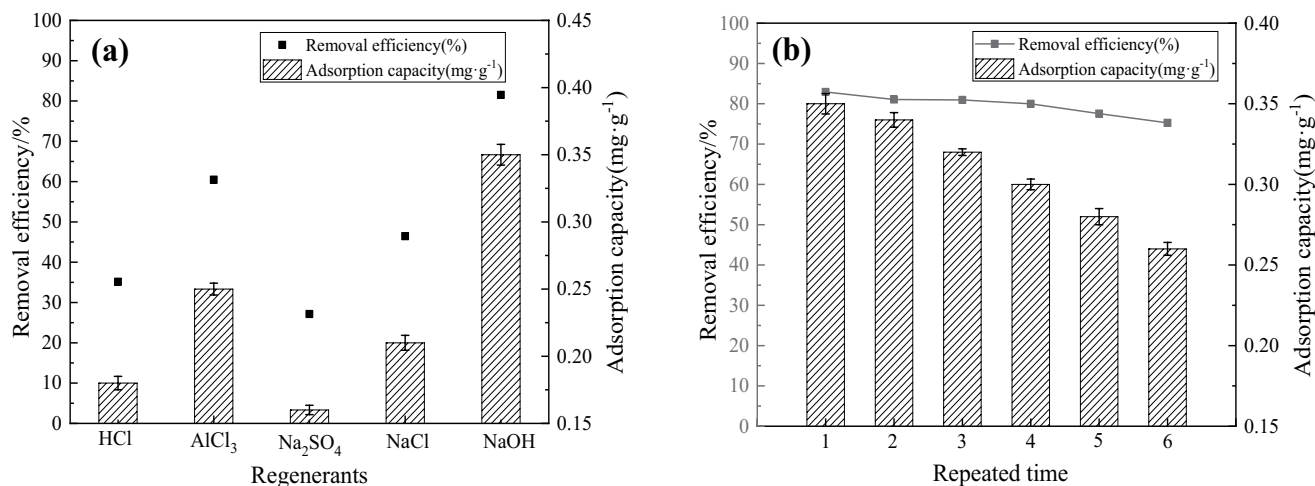 (a)
Removal efficiency(%)
Adsorption capacity(mg·g⁻¹)
Removal efficiency/%
100
90
80
70
60
50
40
30
20
10
0
0.45
0.40
0.35
0.30
0.25
0.20
0.15
Adsorption capacity(mg·g⁻¹)
HCl AlCl₃ Na₂SO₄ NaCl NaOH
Regenerants
(b)
Removal efficiency(%)
Adsorption capacity(mg·g⁻¹)
Removal efficiency/%
100
90
80
70
60
50
40
30
20
10
0
0.40
0.35
0.30
0.25
0.20
0.15
Adsorption capacity(mg·g⁻¹)
1 2 3 4 5 6
Repeated time